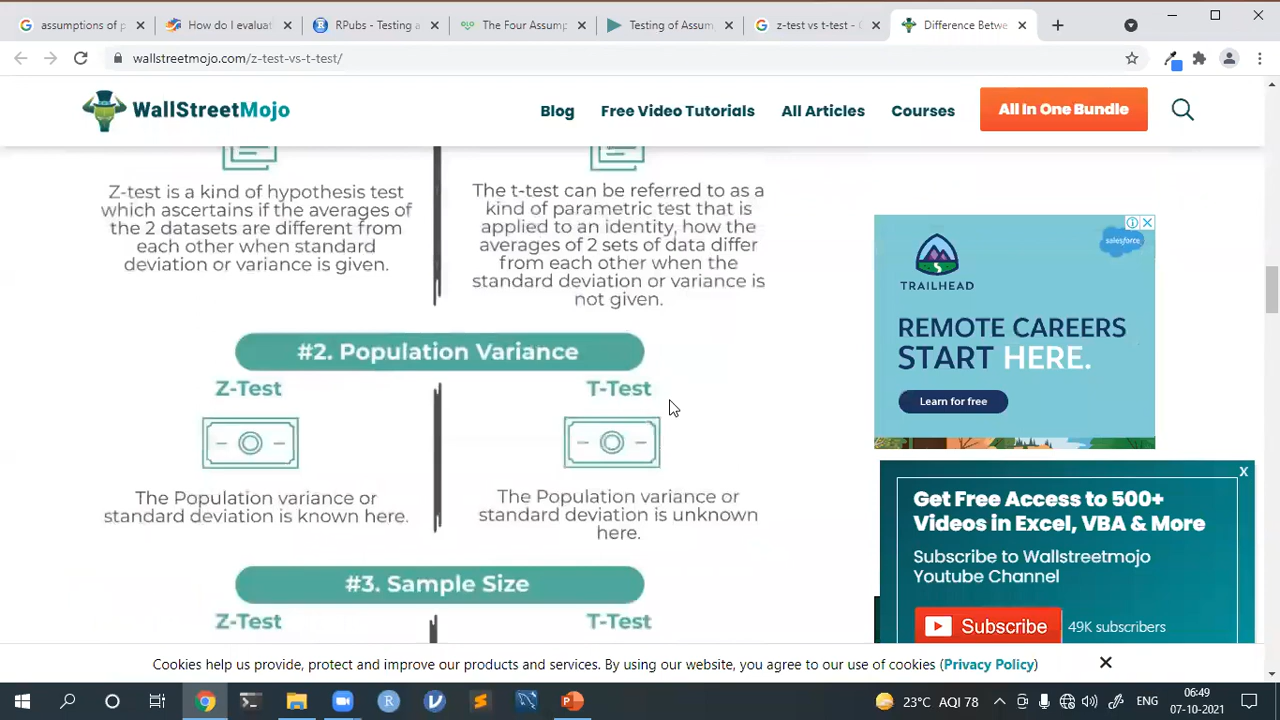 assumptions of p
How do I evalua
RPubs - Testing a
The Four Assump
Testing of Assum
z-test vs t-test - G
Difference Betwe
wallstreetmojo.com/z-test-vs-t-test/
WallStreetMojo
Blog
Free Video Tutorials
All Articles
Courses
All In One Bundle
Z-test is a kind of hypothesis test
which ascertains if the averages of
the 2 datasets are different from
each other when standard
deviation or variance is given.
The t-test can be referred to as a
kind of parametric test that is
applied to an identity, how the
averages of 2 sets of data differ
from each other when the
standard deviation or variance is
not given.
#2. Population Variance
Z-Test
T-Test
The Population variance or
standard deviation is known here.
The Population variance or
standard deviation is unknown
here.
#3. Sample Size
Z-Test
T-Test
salesforce
TRAILHEAD
REMOTE CAREERS
START HERE.
Learn for free
X
Get Free Access to 500+
Videos in Excel, VBA & More
Subscribe to Wallstreetmojo
Youtube Channel
Subscribe
49K subscribers
Cookies help us provide, protect and improve our products and services. By using our website, you agree to our use of cookies (Privacy Policy)
23°C AQI 78
ENG
06:49
07-10-2021